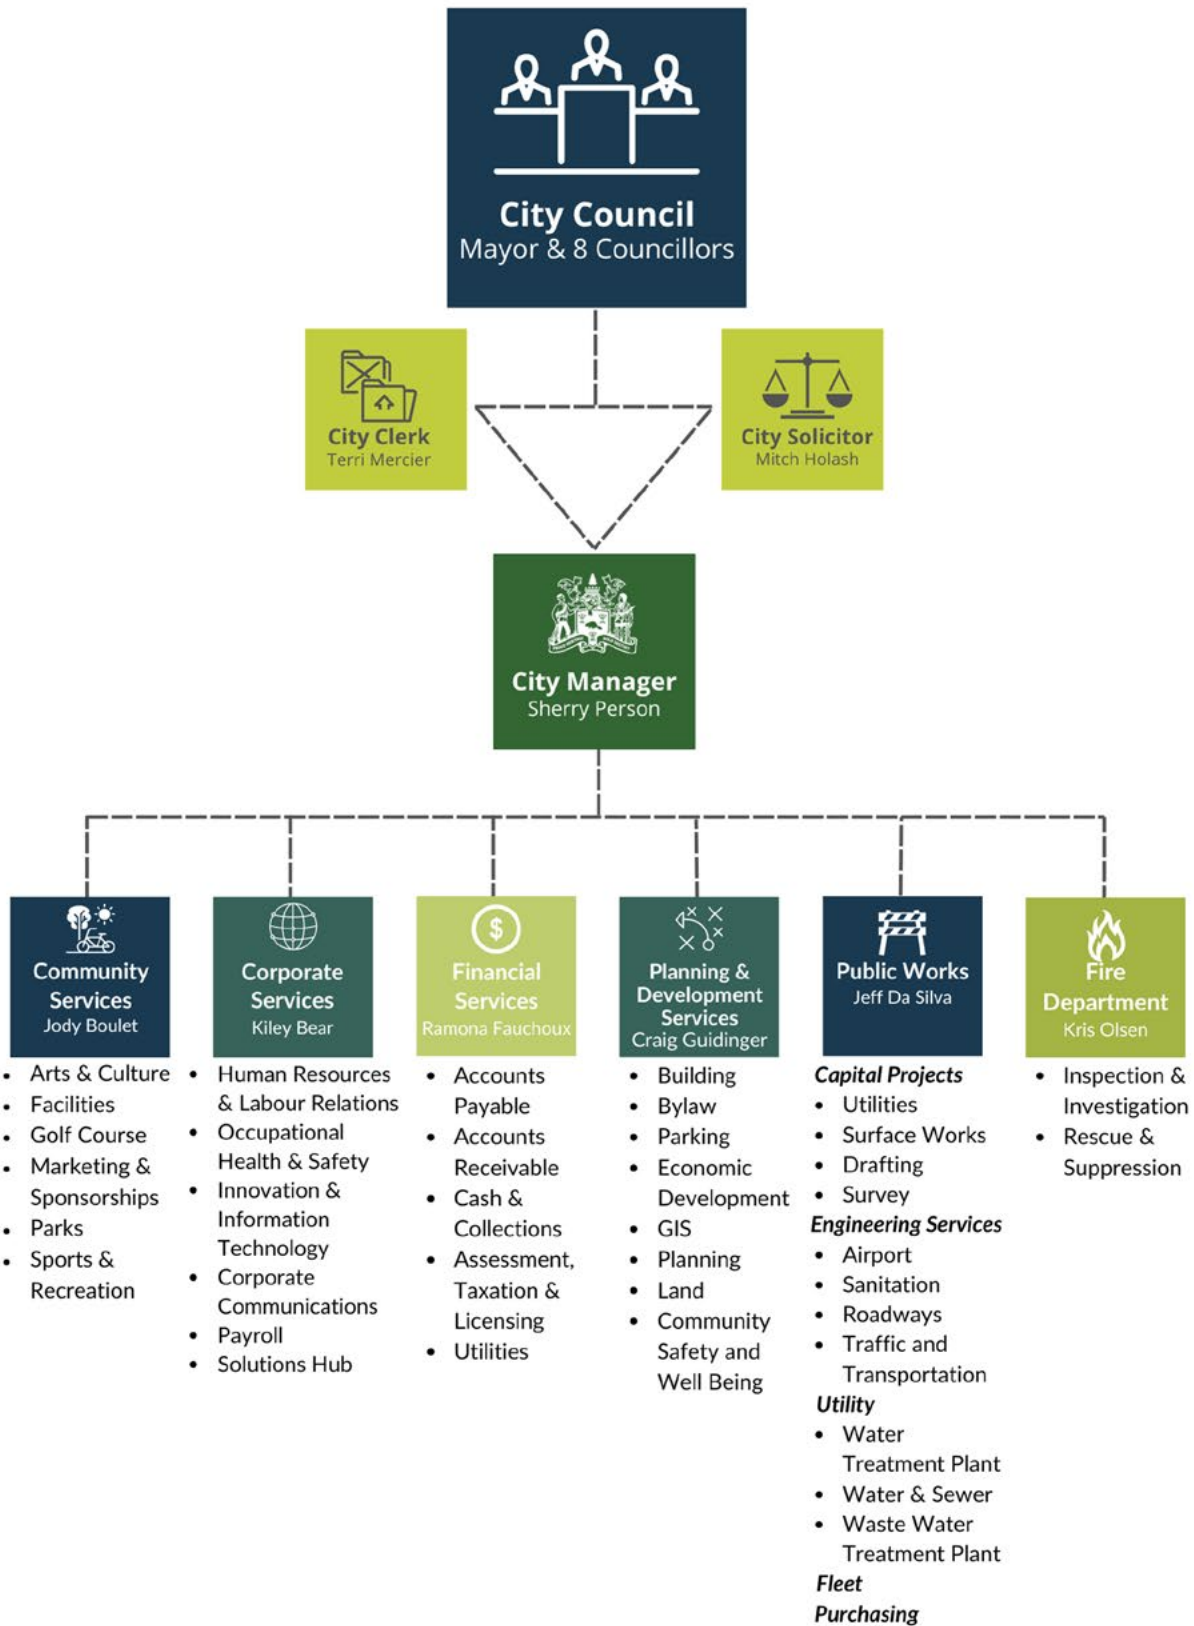 City Council
Mayor & 8 Councillors
City Clerk
Terri Mercier
City Solicitor
Mitch Holash
City Manager
Sherry Person
Community
Services
Jody Boulet
• Arts & Culture
• Facilities
• Golf Course
• Marketing &
Sponsorships
• Parks
• Sports &
Recreation
Corporate
Services
Kiley Bear
• Human Resources
& Labour Relations
• Occupational
Health & Safety
• Innovation &
Information
Technology
• Corporate
Communications
• Payroll
• Solutions Hub
$
Financial
Services
Ramona Fauchoux
• Accounts
Payable
• Accounts
Receivable
• Cash &
Collections
• Assessment,
Taxation &
Licensing
• Utilities
Planning &
Development
Services
Craig Guidinger
• Building
• Bylaw
• Parking
• Economic
Development
• GIS
• Planning
• Land
• Community
Safety and
Well Being
Public Works
Jeff Da Silva
Capital Projects
• Utilities
• Surface Works
• Drafting
• Survey
Engineering Services
• Airport
• Sanitation
• Roadways
• Traffic and
Transportation
Utility
• Water
Treatment Plant
• Water & Sewer
• Waste Water
Treatment Plant
Fleet
Purchasing
Fire
Department
Kris Olsen
• Inspection &
Investigation
• Rescue &
Suppression